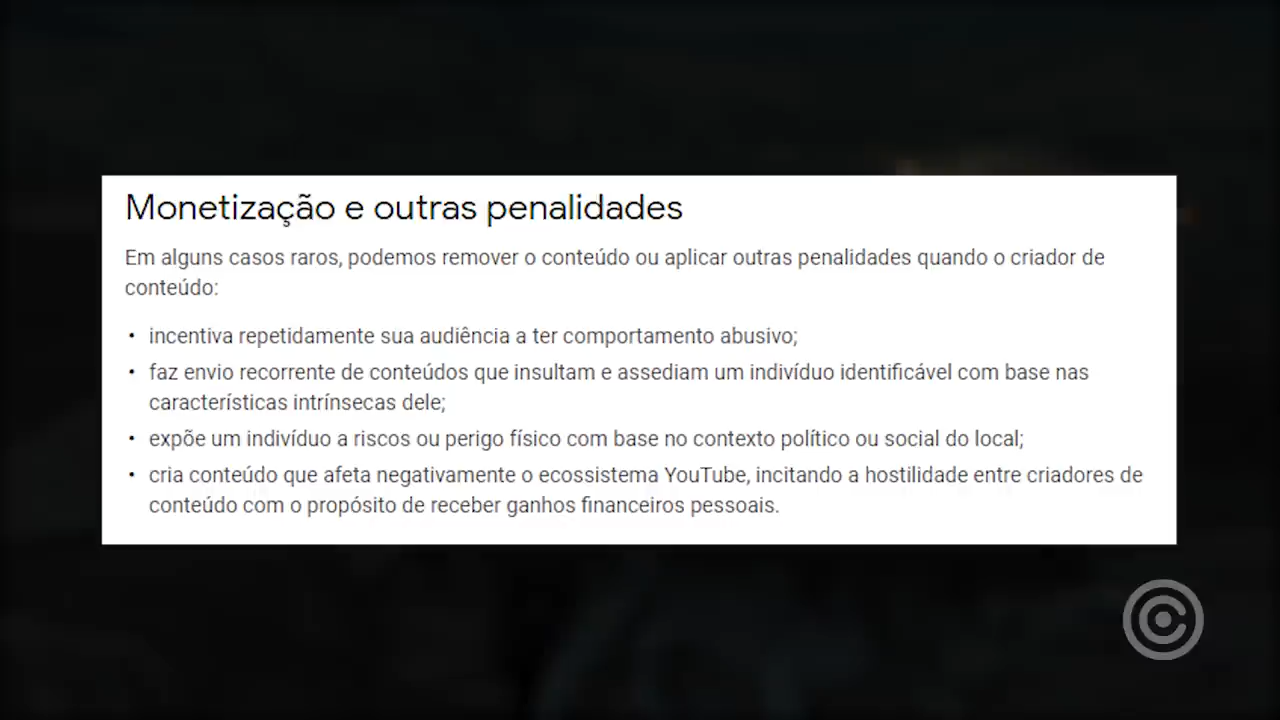 Monetização e outras penalidades
Em alguns casos raros, podemos remover o conteúdo ou aplicar outras penalidades quando o criador de
conteúdo:
• incentiva repetidamente sua audiência a ter comportamento abusivo;
• faz envio recorrente de conteúdos que insultam e assediam um indivíduo identificável com base nas
características intrínsecas dele;
• expõe um indivíduo a riscos ou perigo físico com base no contexto político ou social do local;
• cria conteúdo que afeta negativamente o ecossistema YouTube, incitando a hostilidade entre criadores de
conteúdo com o propósito de receber ganhos financeiros pessoais.